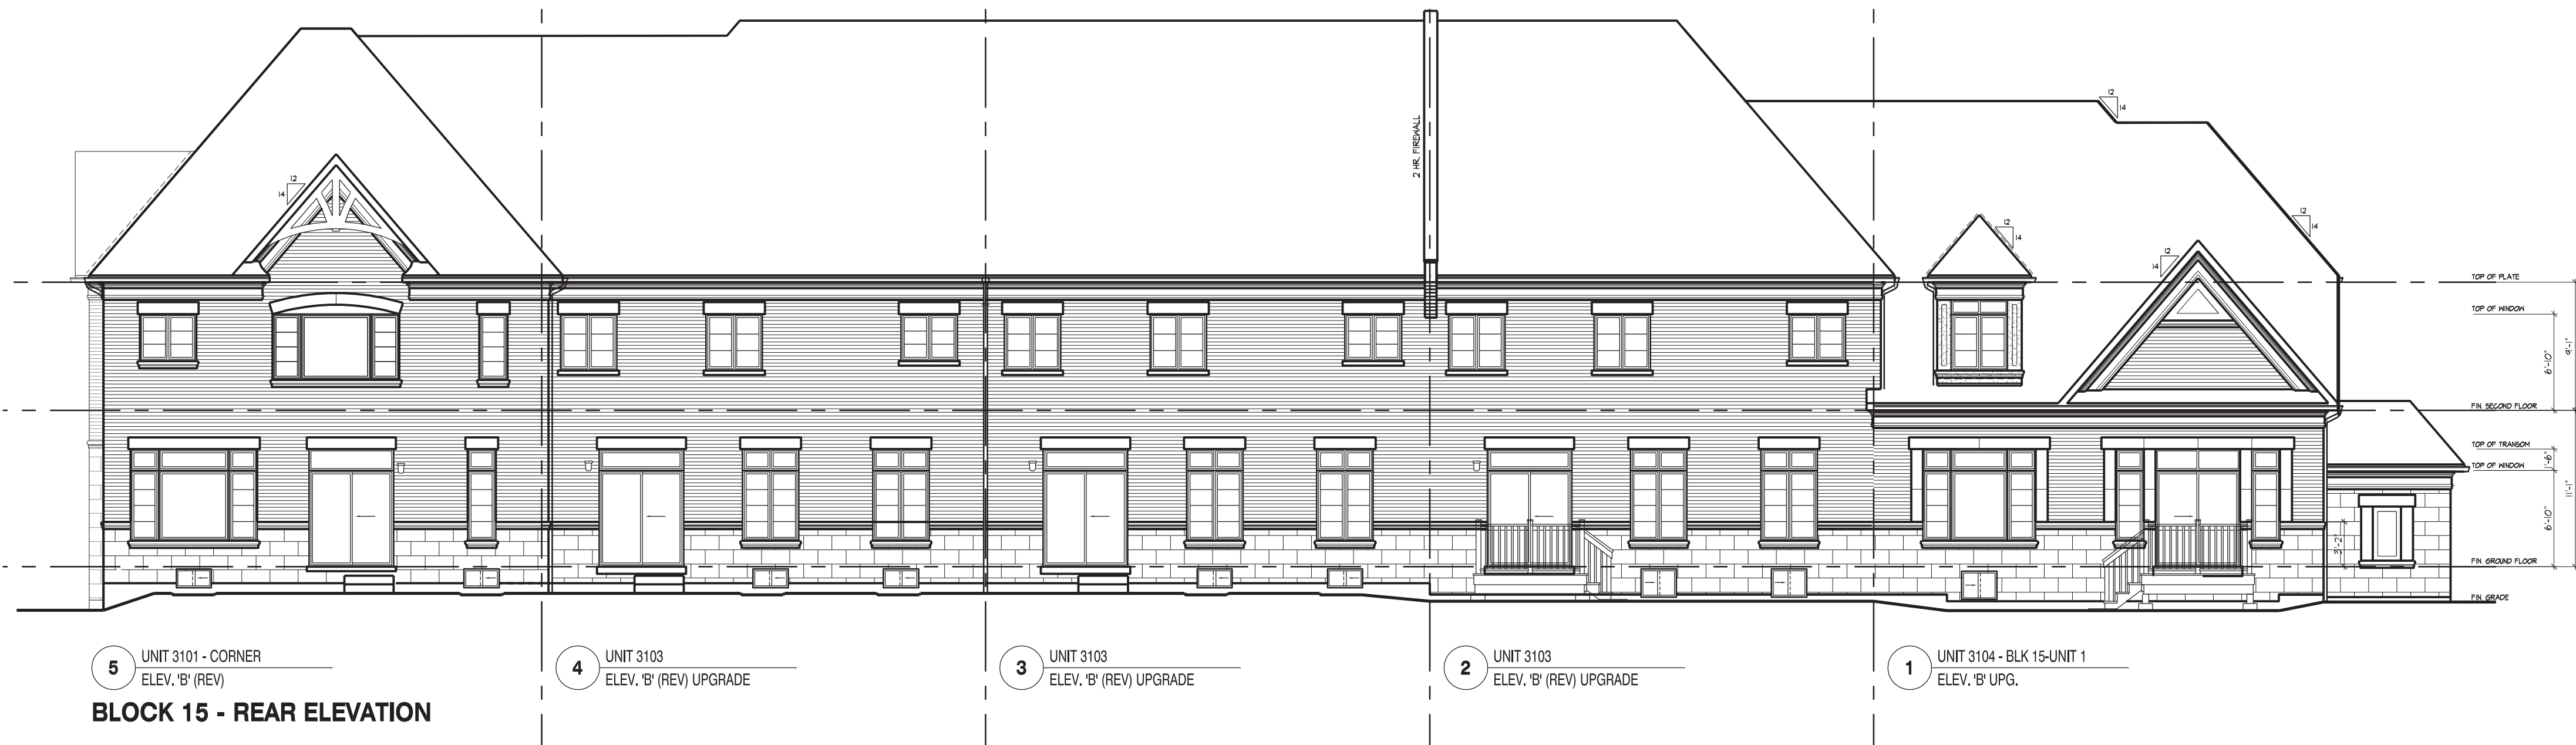 12
14
2 HR. FIREWALL
12
14
12
14
12
14
12
14
TOP OF PLATE
TOP OF WINDOW
FIN. SECOND FLOOR
TOP OF TRANSOM
TOP OF WINDOW
FIN. GROUND FLOOR
FIN. GRADE
6'-10"
9'-1"
1'-6"
11'-1"
6'-10"
3'-2"
5
UNIT 3101 - CORNER
ELEV. 'B' (REV)
4
UNIT 3103
ELEV. 'B' (REV) UPGRADE
3
UNIT 3103
ELEV. 'B' (REV) UPGRADE
2
UNIT 3103
ELEV. 'B' (REV) UPGRADE
1
UNIT 3104 - BLK 15-UNIT 1
ELEV. 'B' UPG.
BLOCK 15 - REAR ELEVATION